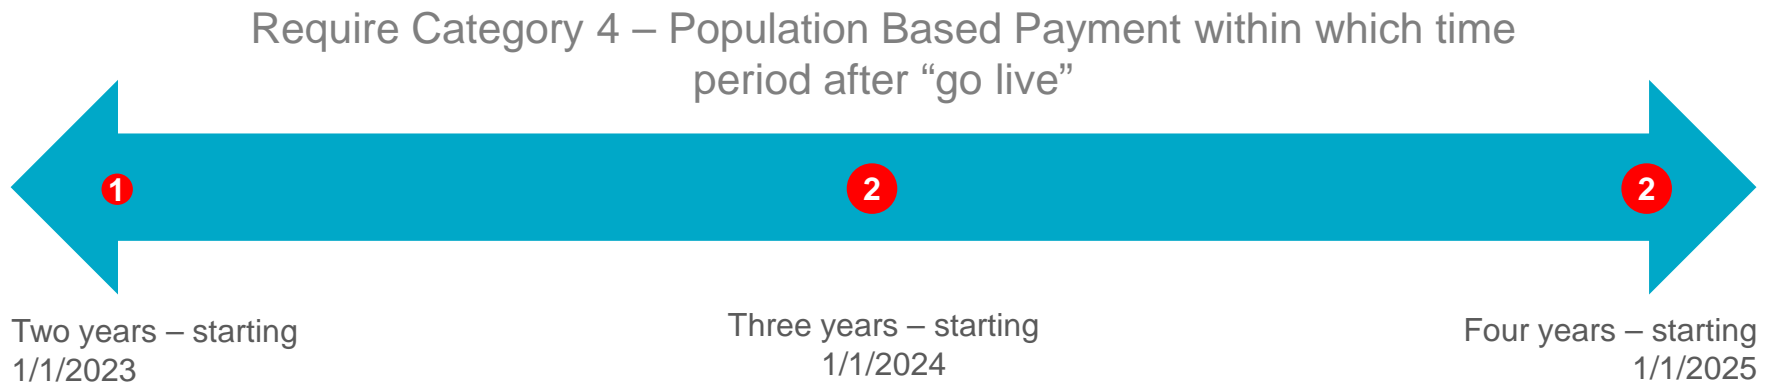 Require Category 4 – Population Based Payment within which time
period after “go live”
1
2
2
Two years – starting
1/1/2023
Three years – starting
1/1/2024
Four years – starting
1/1/2025